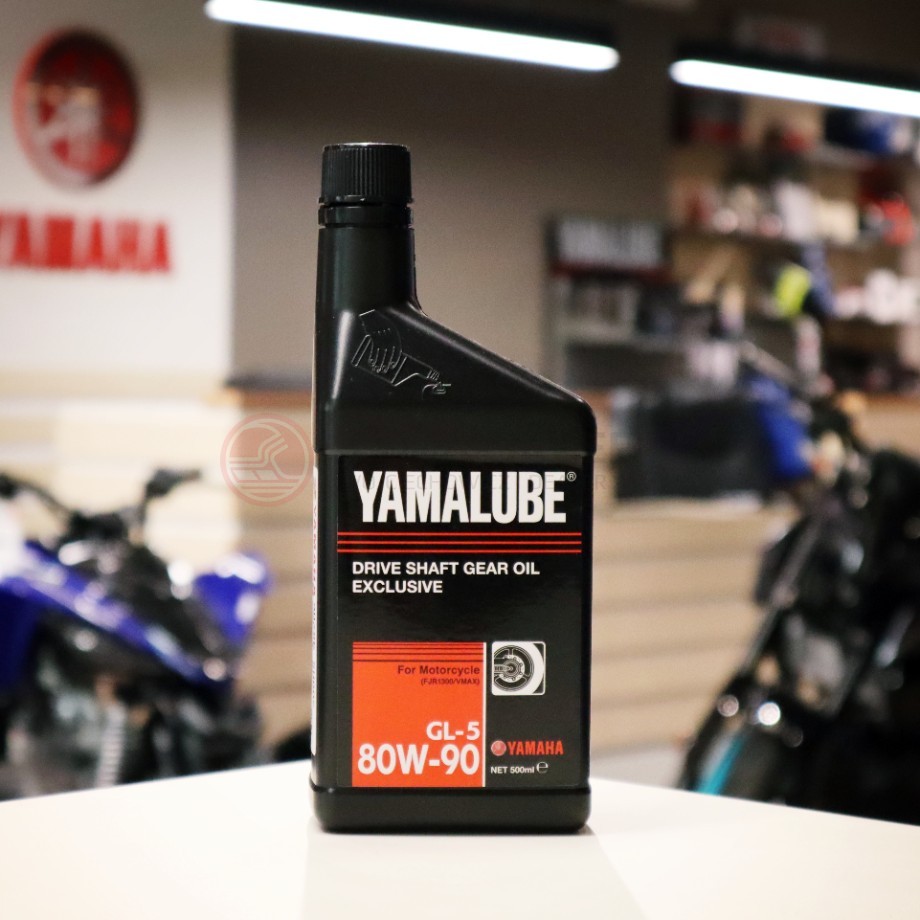 YAMAHA
YAMALUBE
YAMALUBE®
DRIVE SHAFT GEAR OIL
EXCLUSIVE
For Motorcycle
(FJR1300/VMAX)
GL-5
80W-90
YAMAHA
NET 500ml ℮